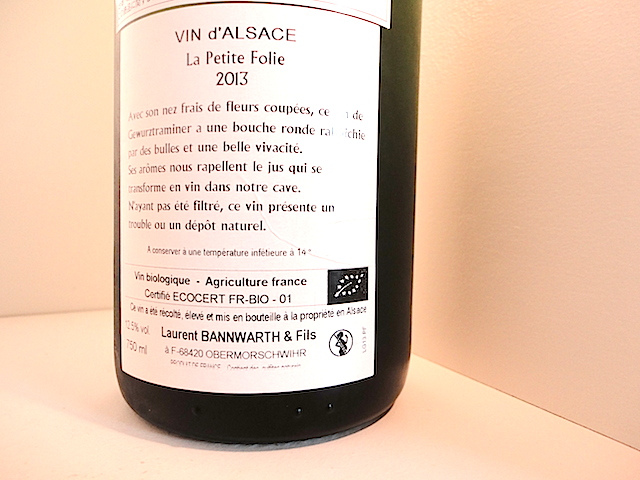 VIN d'ALSACE
La Petite Folie
2013
Avec son nez frais de fleurs coupées, ce de
Gewurztraminer a une bouche ronde
par des bulles et une belle vivacité.
Ses arômes nous rapellent le jus qui se
transforme en vin dans notre cave.
N'ayant pas été filtré, ce vin présente un
trouble ou un dépôt naturel.
A conserver à une température inférieure à 14°
Vin biologique - Agriculture france
Certifié ECOCERT FR-BIO - 01
Ce vin a été récolté, élevé et mis en bouteille à la propriété en Alsace
12.5% vol.
Laurent BANNWARTH & Fils
750 ml
à F-68420 OBERMORSCHWIHR